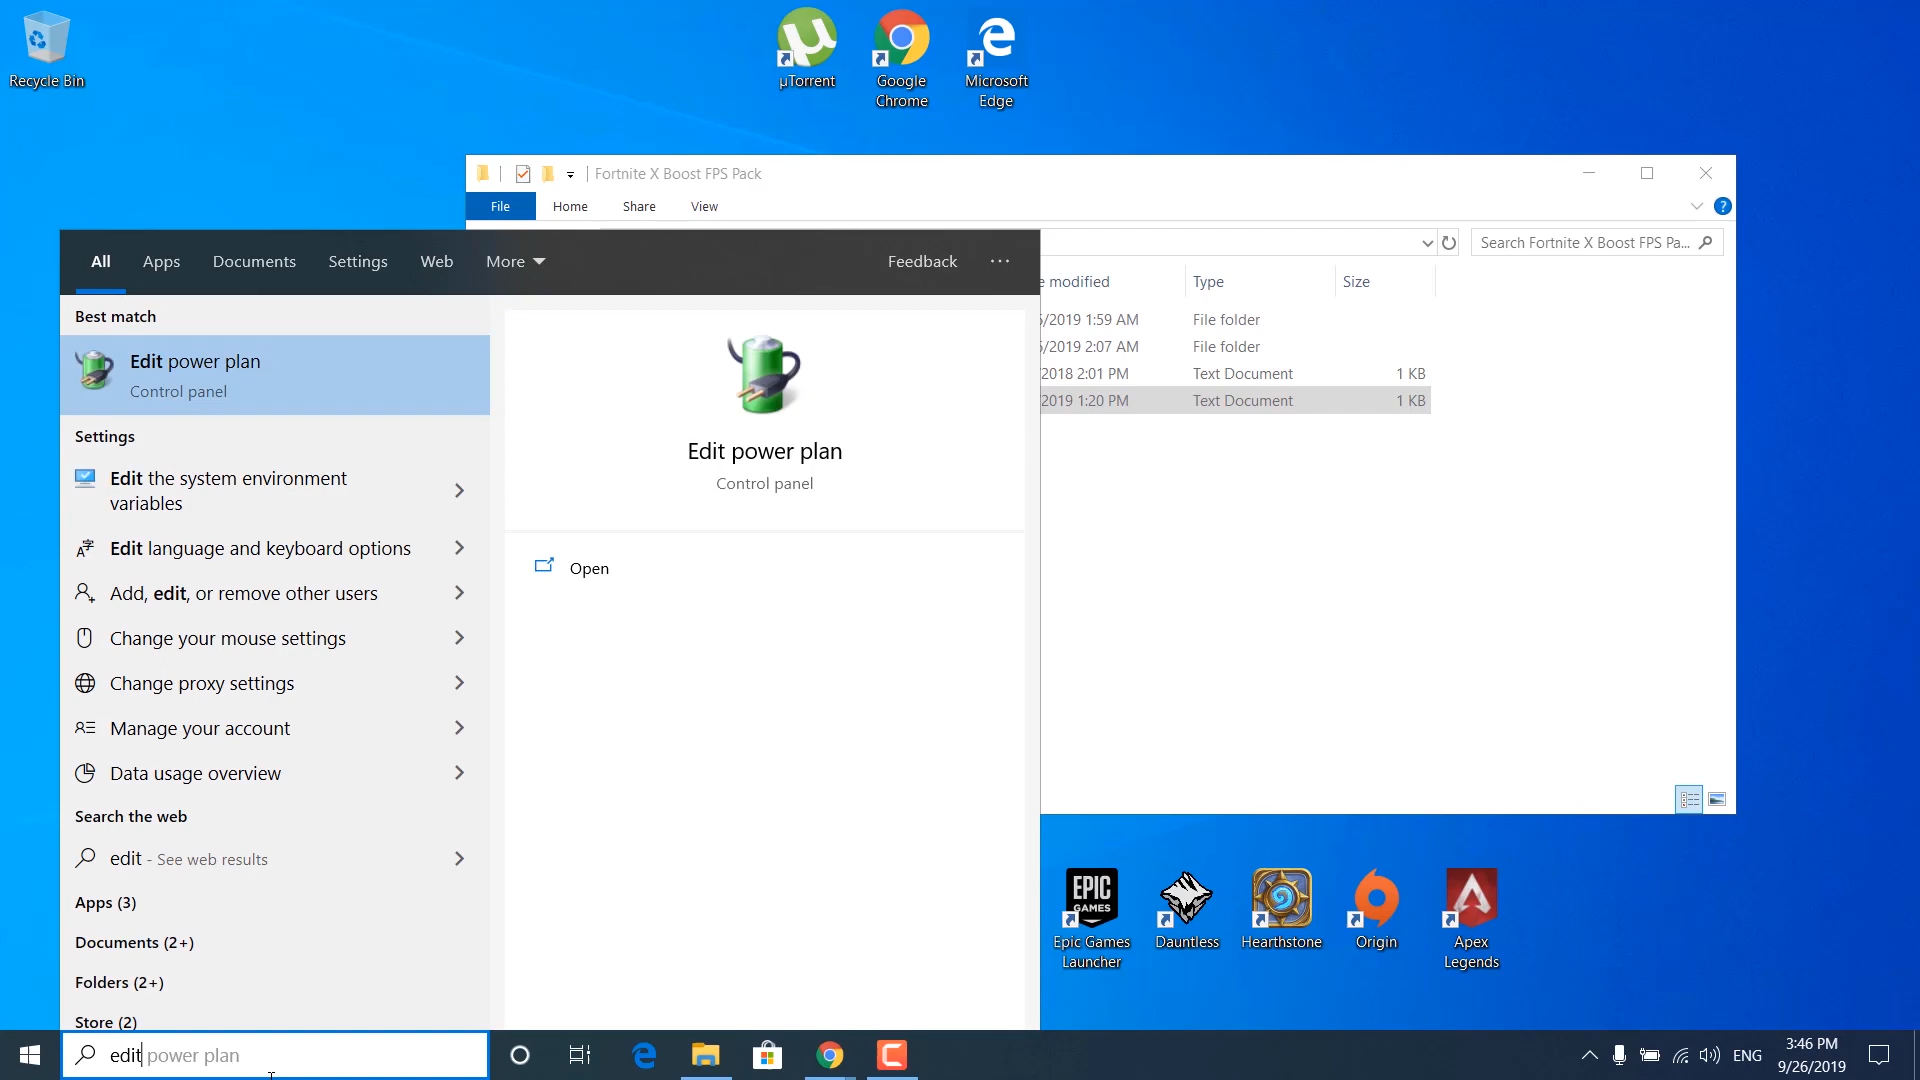 Recycle Bin
µTorrent
Google
Chrome
Microsoft
Edge
Fortnite X Boost FPS Pack
File
Home
Share
View
Search Fortnite X Boost FPS Pa...
All
Apps
Documents
Settings
Web
More
Feedback
...
e modified
Type
Size
6/2019 1:59 AM
File folder
6/2019 2:07 AM
File folder
2018 2:01 PM
Text Document
1 KB
2019 1:20 PM
Text Document
1 KB
Best match
Edit power plan
Control panel
Settings
Edit the system environment
variables
Edit language and keyboard options
Add, edit, or remove other users
Change your mouse settings
Change proxy settings
Manage your account
Data usage overview
Search the web
edit - See web results
Apps (3)
Documents (2+)
Folders (2+)
Store (2)
Edit power plan
Control panel
Open
EPIC
GAMES
Epic Games
Launcher
Dauntless
Hearthstone
Origin
Apex
Legends
edit power plan
ENG
3:46 PM
9/26/2019